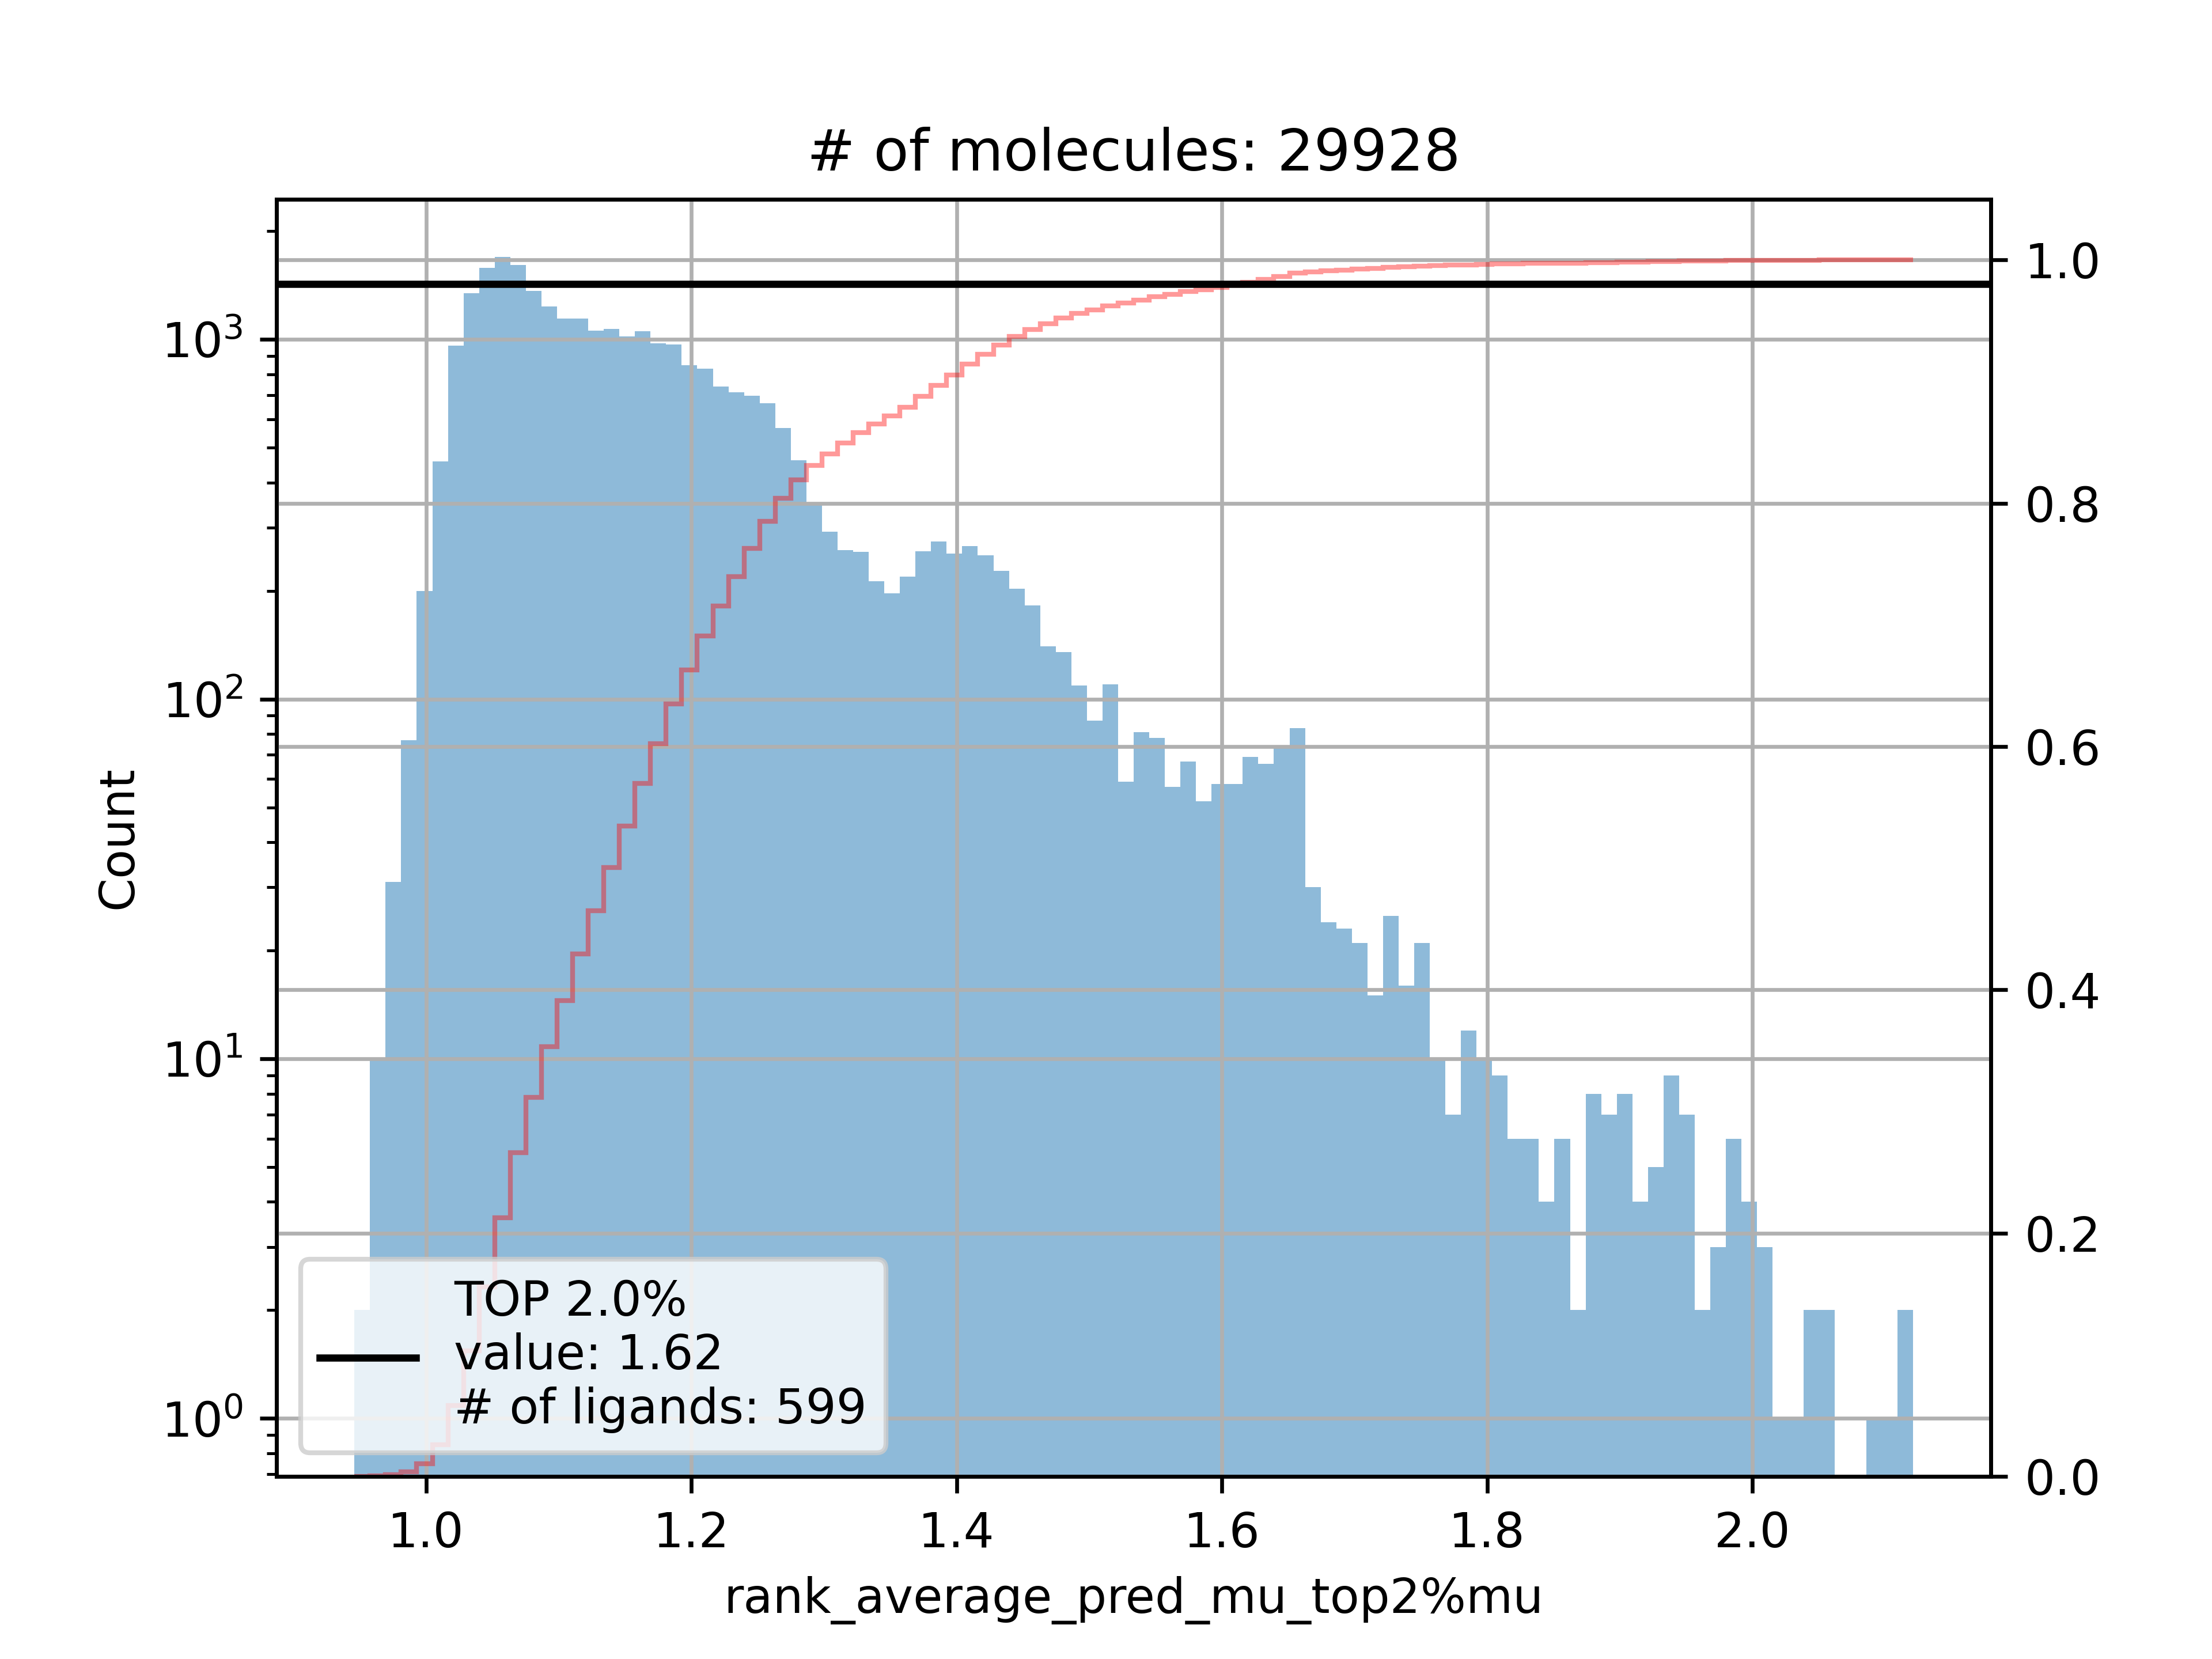 # of molecules: 29928
10³
10²
10¹
10⁰
Count
1.0
0.8
0.6
0.4
0.2
0.0
TOP 2.0%
value: 1.62
# of ligands: 599
1.0 1.2 1.4 1.6 1.8 2.0
rank_average_pred_mu_top2%mu